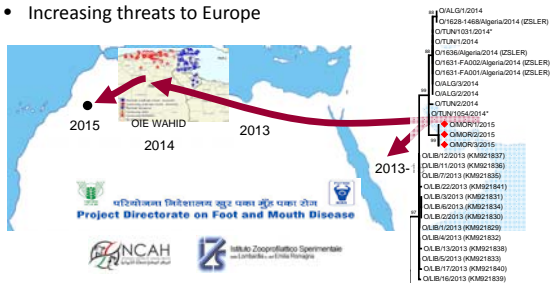 • Increasing threats to Europe
2015
OIE WAHID
2014
2013
2013-1
O/ALG/1/2014
O/1628-1468/Algeria/2014 (IZSLER)
O/TUN/1031/2014*
O/TUN/1/2014
O/1636/Algeria/2014 (IZSLER)
O/1631-FA002/Algeria/2014 (IZSLER)
O/1631-FA001/Algeria/2014 (IZSLER)
O/ALG/3/2014
O/ALG/2/2014
O/TUN/2/2014
O/TUN/1054/2014*
O/MOR/1/2015
O/MOR/2/2015
O/MOR/3/2015
O/LIB/12/2013 (KM921837)
O/LIB/11/2013 (KM921836)
O/LIB/7/2013 (KM921835)
O/LIB/22/2013 (KM921841)
O/LIB/3/2013 (KM921831)
O/LIB/6/2013 (KM921834)
O/LIB/2/2013 (KM921830)
O/LIB/1/2013 (KM921829)
O/LIB/4/2013 (KM921832)
O/LIB/13/2013 (KM921838)
O/LIB/5/2013 (KM921833)
O/LIB/17/2013 (KM921840)
O/LIB/16/2013 (KM921839)
88
88
98
97
परियोजना निदेशालय खुर पका मुँह पका रोग
Project Directorate on Foot and Mouth Disease
NCAH
IZS
Istituto Zooprofilattico Sperimentale
della Lombardia e dell'Emilia Romagna